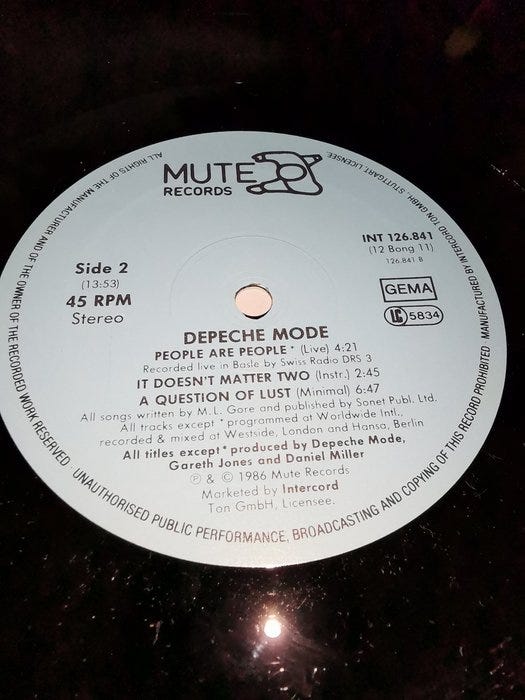 MUTE
RECORDS
INT 126.841
(12 Bong 11)
126.841 B
Side 2
(13:53)
45 RPM
Stereo
GEMA
LC 5834
DEPECHE MODE
PEOPLE ARE PEOPLE* (Live) 4:21
Recorded live in Basle by Swiss Radio DRS 3
IT DOESN'T MATTER TWO (Instr.) 2:45
A QUESTION OF LUST (Minimal) 6:47
All songs written by M.L. Gore and published by Sonet Publ. Ltd.
All tracks except * programmed at Worldwide Intl.,
recorded & mixed at Westside, London and Hansa, Berlin
All titles except * produced by Depeche Mode,
Gareth Jones and Daniel Miller
℗ & © 1986 Mute Records
Marketed by Intercord
Ton GmbH, Licensee.
ALL RIGHTS OF THE MANUFACTURER AND OF THE OWNER OF THE RECORDED WORK RESERVED UNAUTHORISED PUBLIC PERFORMANCE, BROADCASTING AND COPYING OF THIS RECORD PROHIBITED MANUFACTURED BY INTERCORD TON GMBH, STUTTGART, LICENSEE.